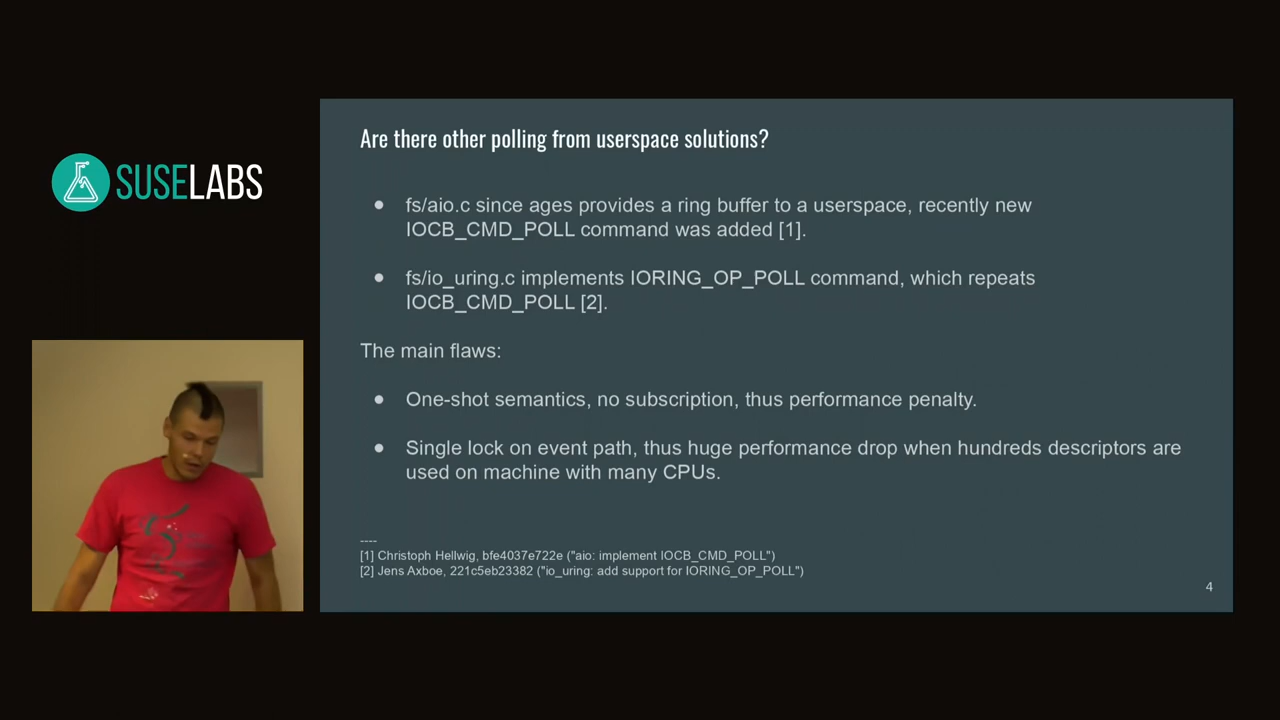 SUSELABS
Are there other polling from userspace solutions?
● fs/aio.c since ages provides a ring buffer to a userspace, recently new
IOCB_CMD_POLL command was added [1].
● fs/io_uring.c implements IORING_OP_POLL command, which repeats
IOCB_CMD_POLL [2].
The main flaws:
● One-shot semantics, no subscription, thus performance penalty.
● Single lock on event path, thus huge performance drop when hundreds descriptors are
used on machine with many CPUs.
----
[1] Christoph Hellwig, bfe4037e722e ("aio: implement IOCB_CMD_POLL")
[2] Jens Axboe, 221c5eb23382 ("io_uring: add support for IORING_OP_POLL")
4